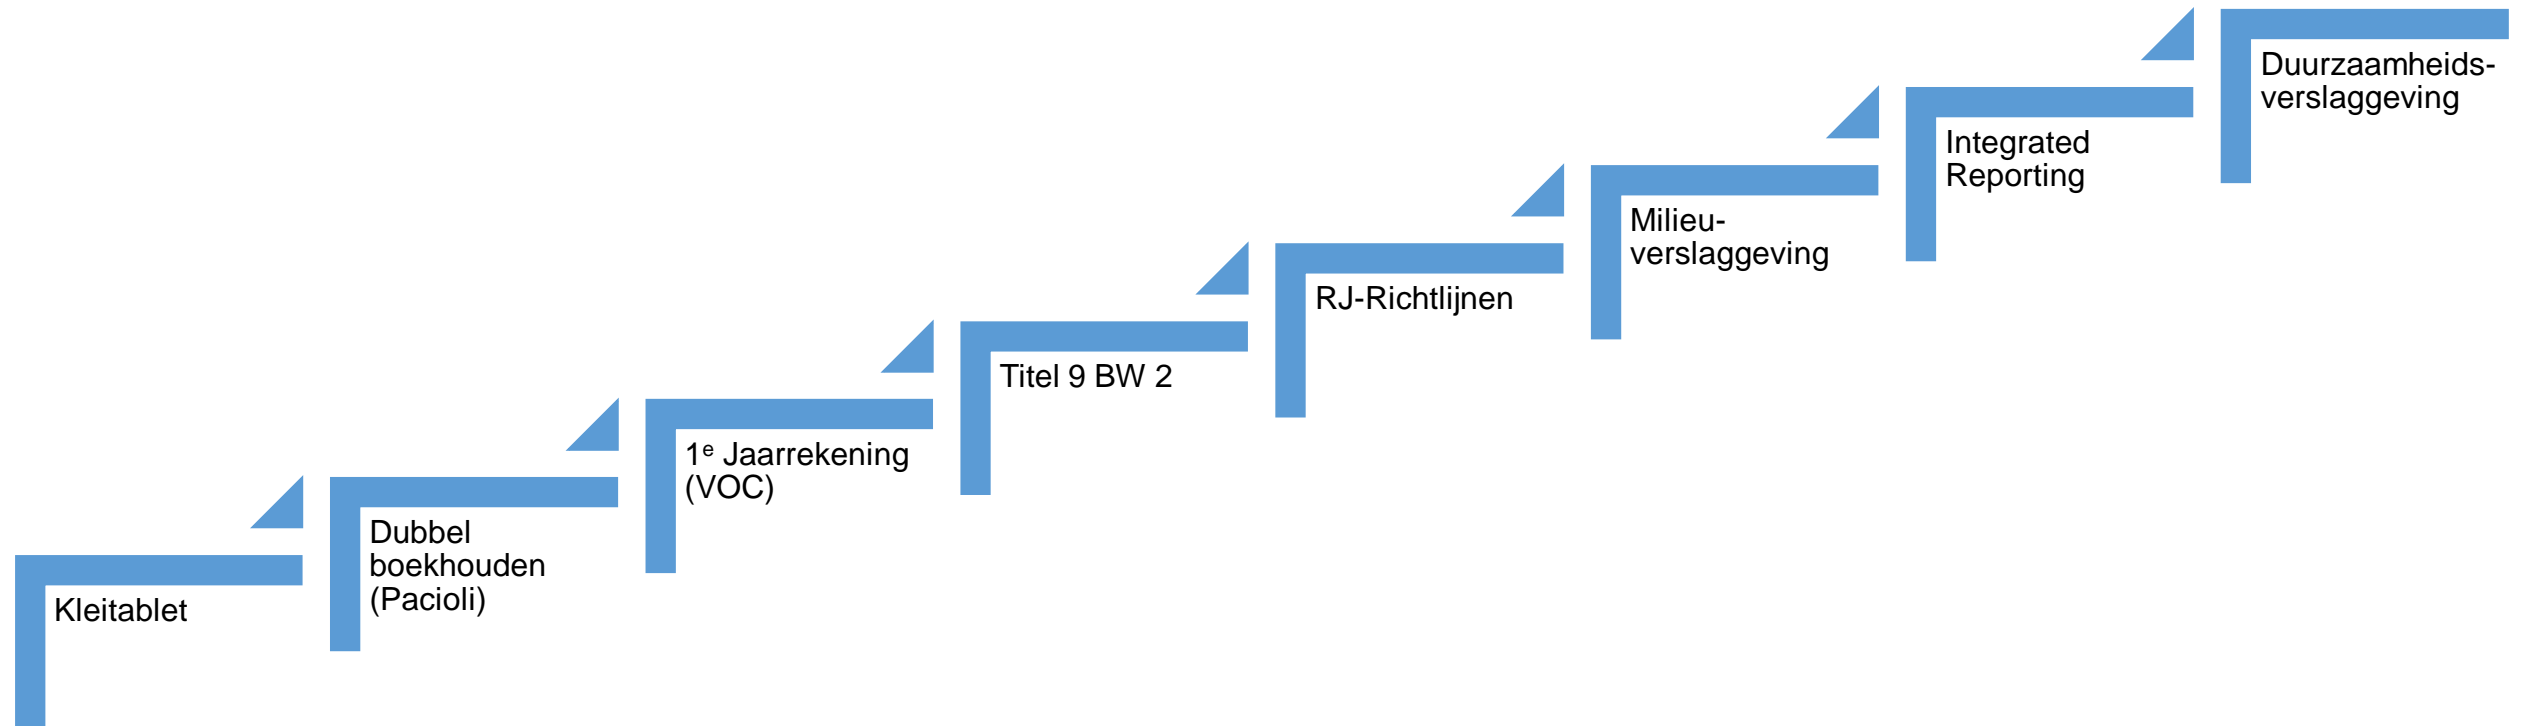 Kleitablet
Dubbel
boekhouden
(Pacioli)
1e Jaarrekening
(VOC)
Titel 9 BW 2
RJ-Richtlijnen
Milieu-
verslaggeving
Integrated
Reporting
Duurzaamheids-
verslaggeving